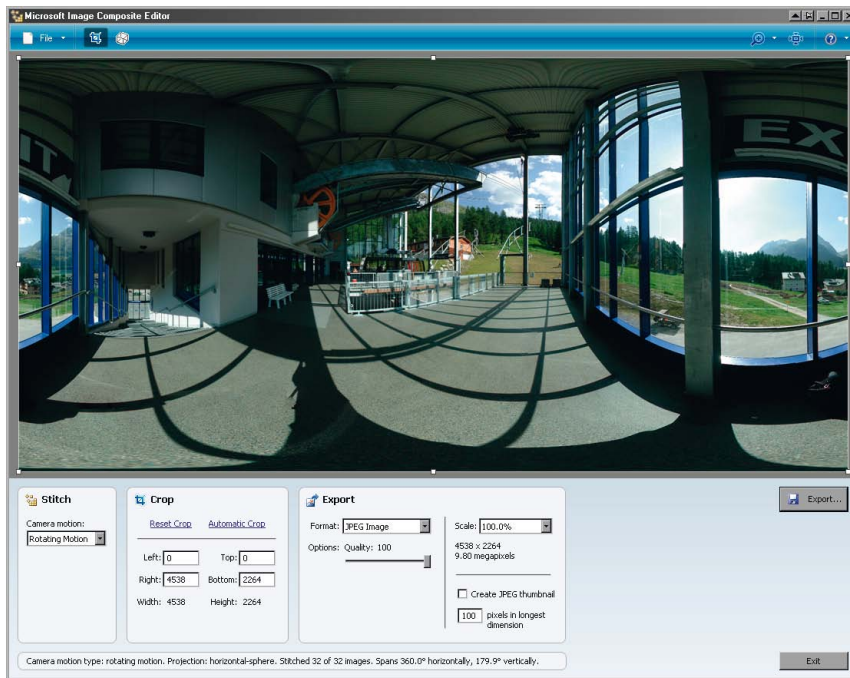 Microsoft Image Composite Editor
File
EX
IT
Stitch
Camera motion:
Rotating Motion
Crop
Reset Crop Automatic Crop
Left: 0 Top: 0
Right: 4538 Bottom: 2264
Width: 4538 Height: 2264
Export
Format: JPEG Image
Options: Quality: 100
Scale: 100.0%
4538 x 2264
9.80 megapixels
Create JPEG thumbnail
100 pixels in longest
dimension
Export...
Camera motion type: rotating motion. Projection: horizontal-sphere. Stitched 32 of 32 images. Spans 360.0° horizontally, 179.9° vertically.
Exit